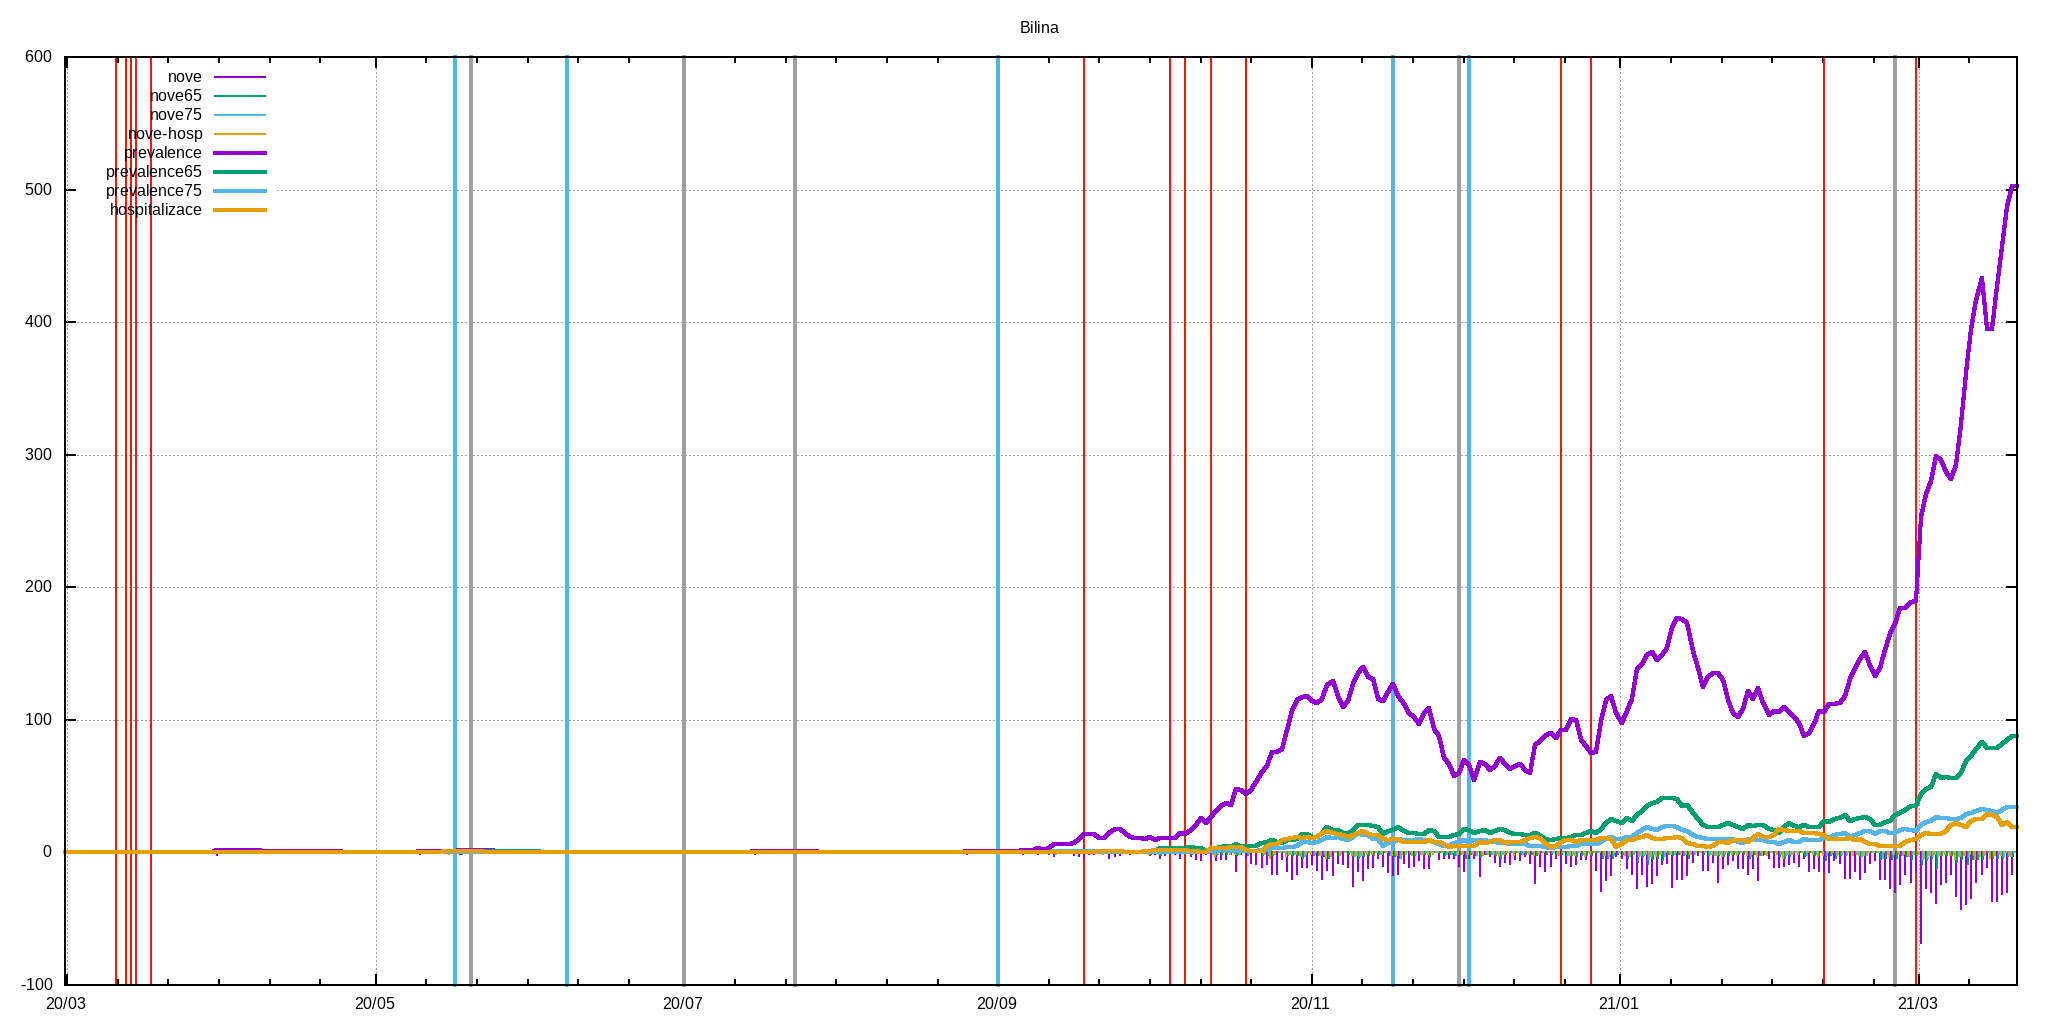 Bilina
600
nove
nove65
nove75
nove-hosp
prevalence
prevalence65
prevalence75
hospitalizace
500
400
300
200
100
0
-100
20/03 20/05 20/07 20/09 20/11 21/01 21/03